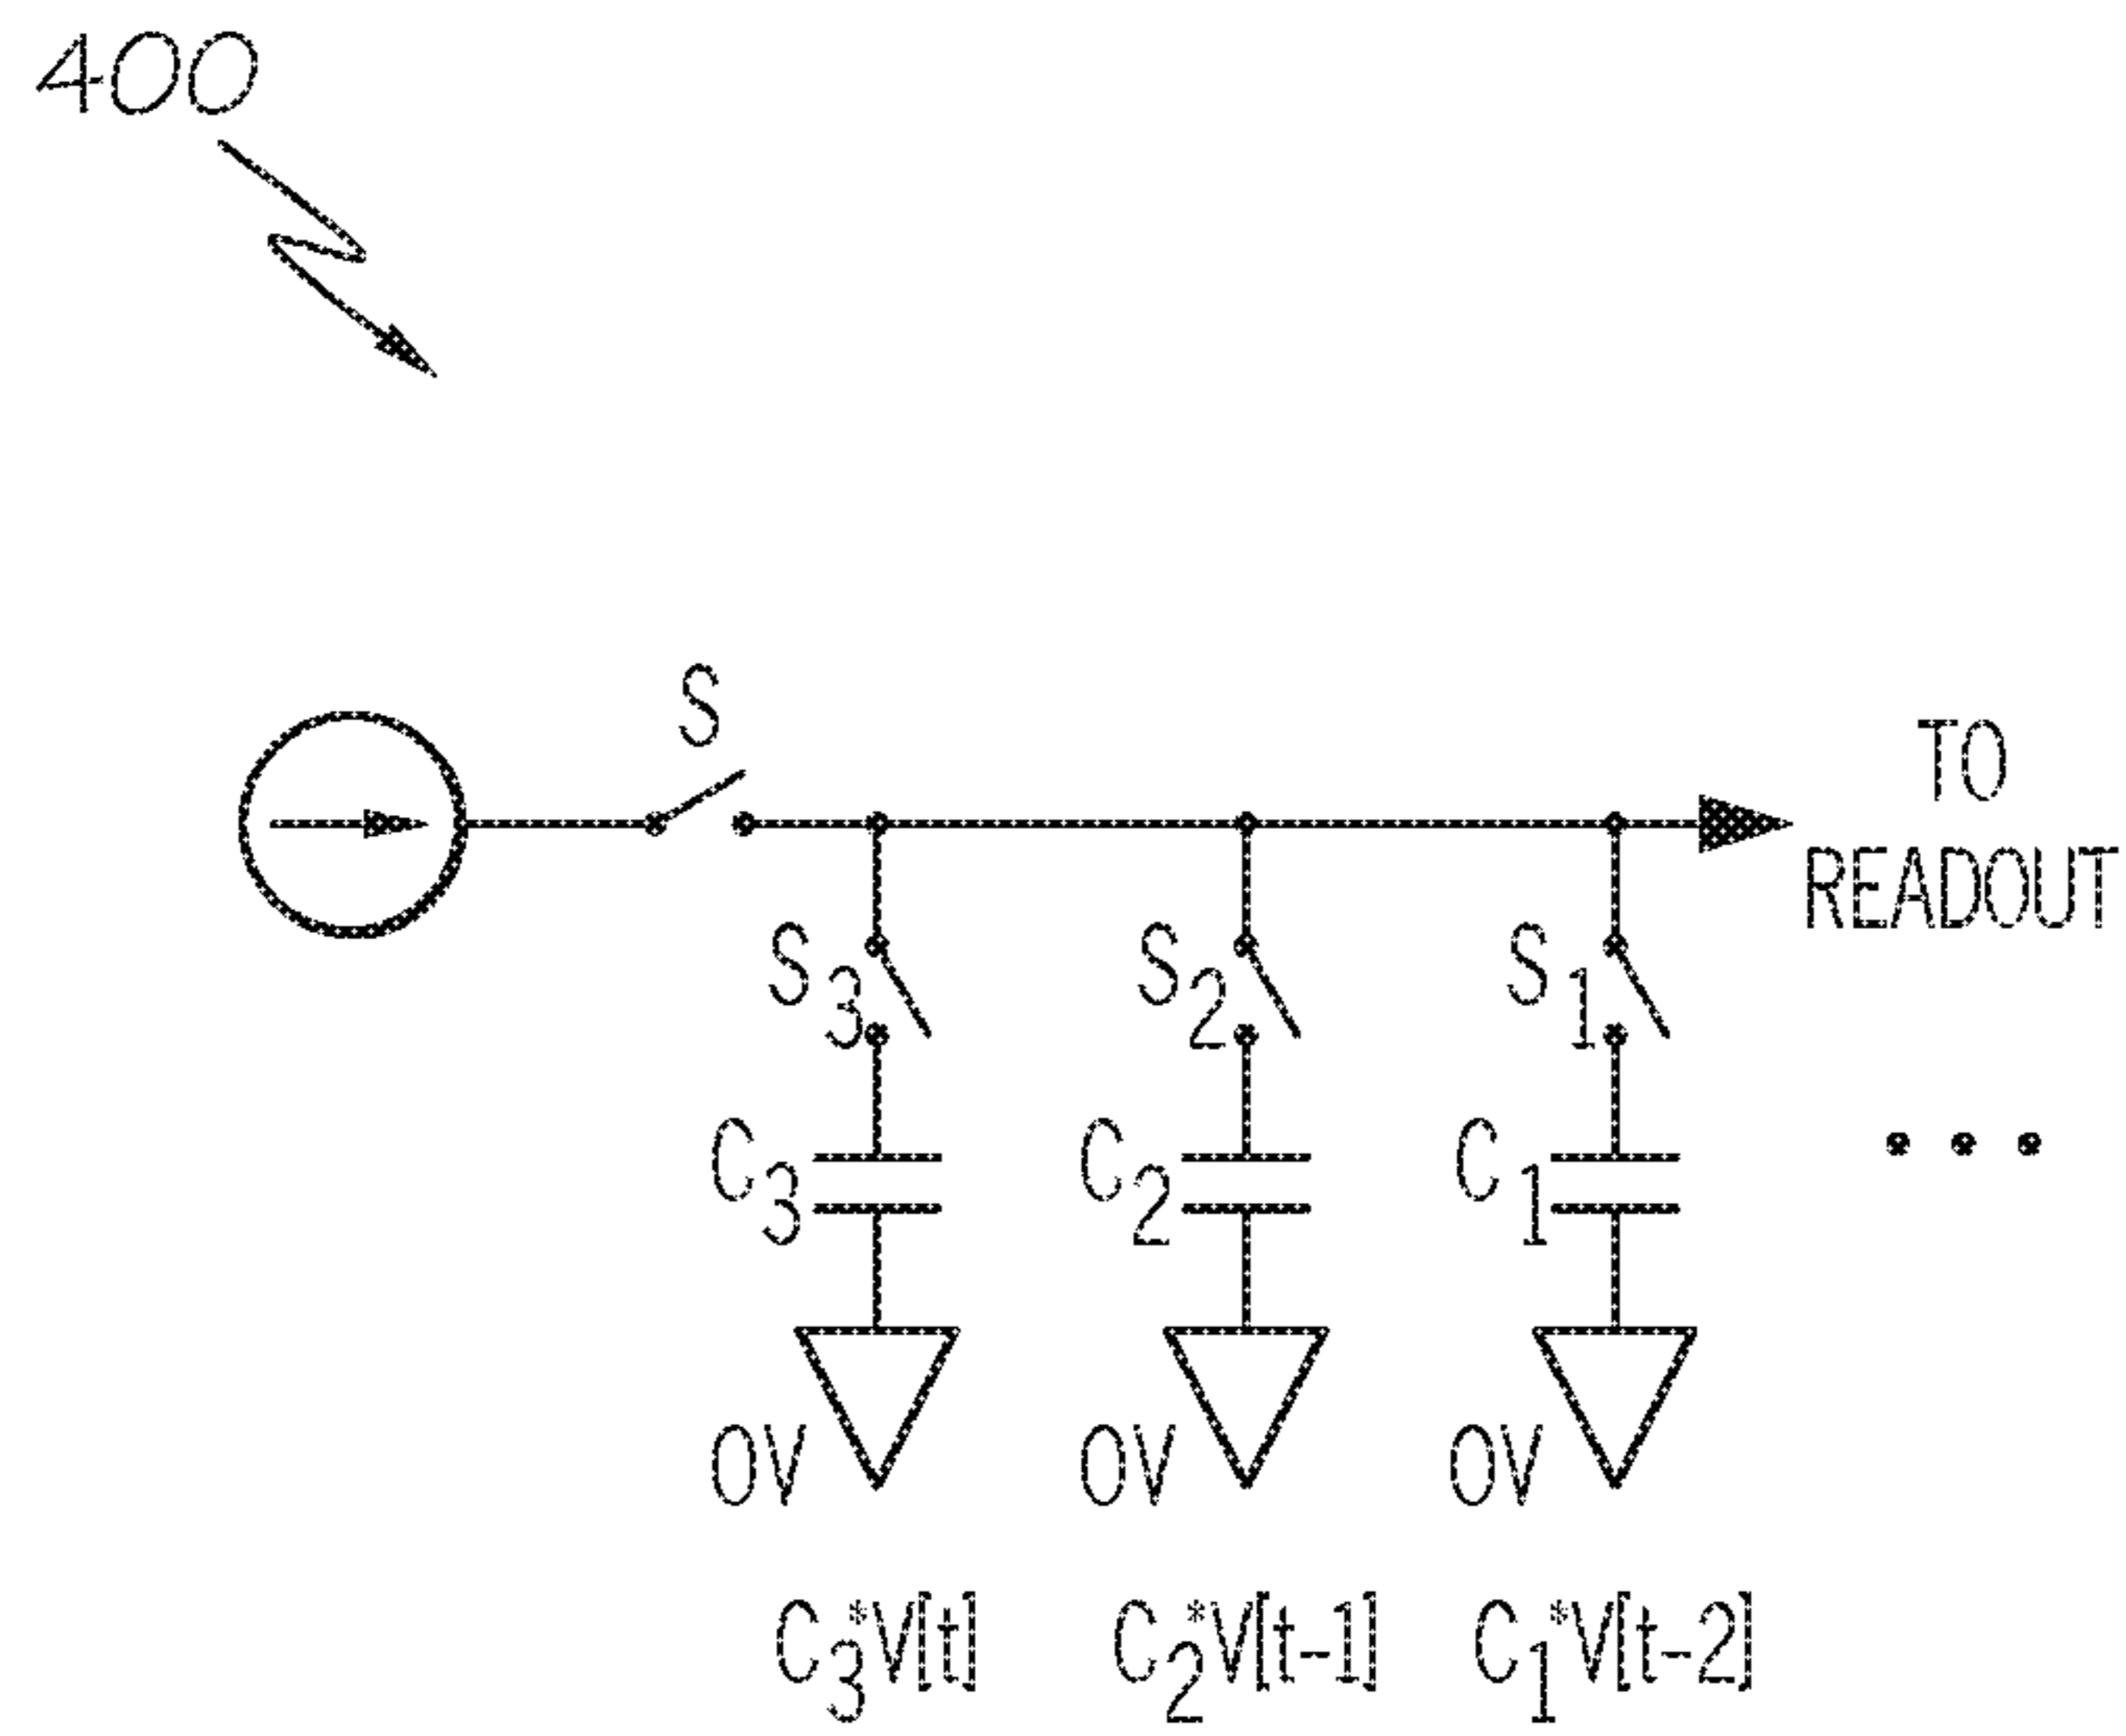 400
S
TO
READOUT
S3 S2 S1
C3 C2 C1
0V 0V 0V
C3*V[t] C2*V[t-1] C1*V[t-2]